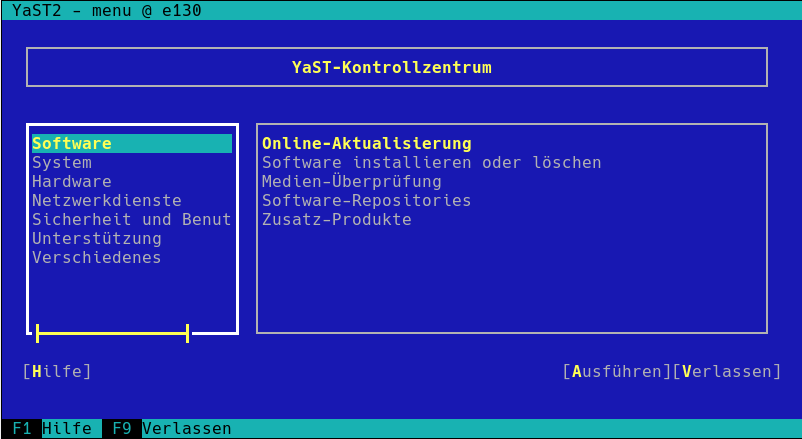 YaST2 - menu @ e130
YaST-Kontrollzentrum
Software
System
Hardware
Netzwerkdienste
Sicherheit und Benut
Unterstützung
Verschiedenes
Online-Aktualisierung
Software installieren oder löschen
Medien-Überprüfung
Software-Repositories
Zusatz-Produkte
[Hilfe] [Ausführen][Verlassen]
F1 Hilfe F9 Verlassen